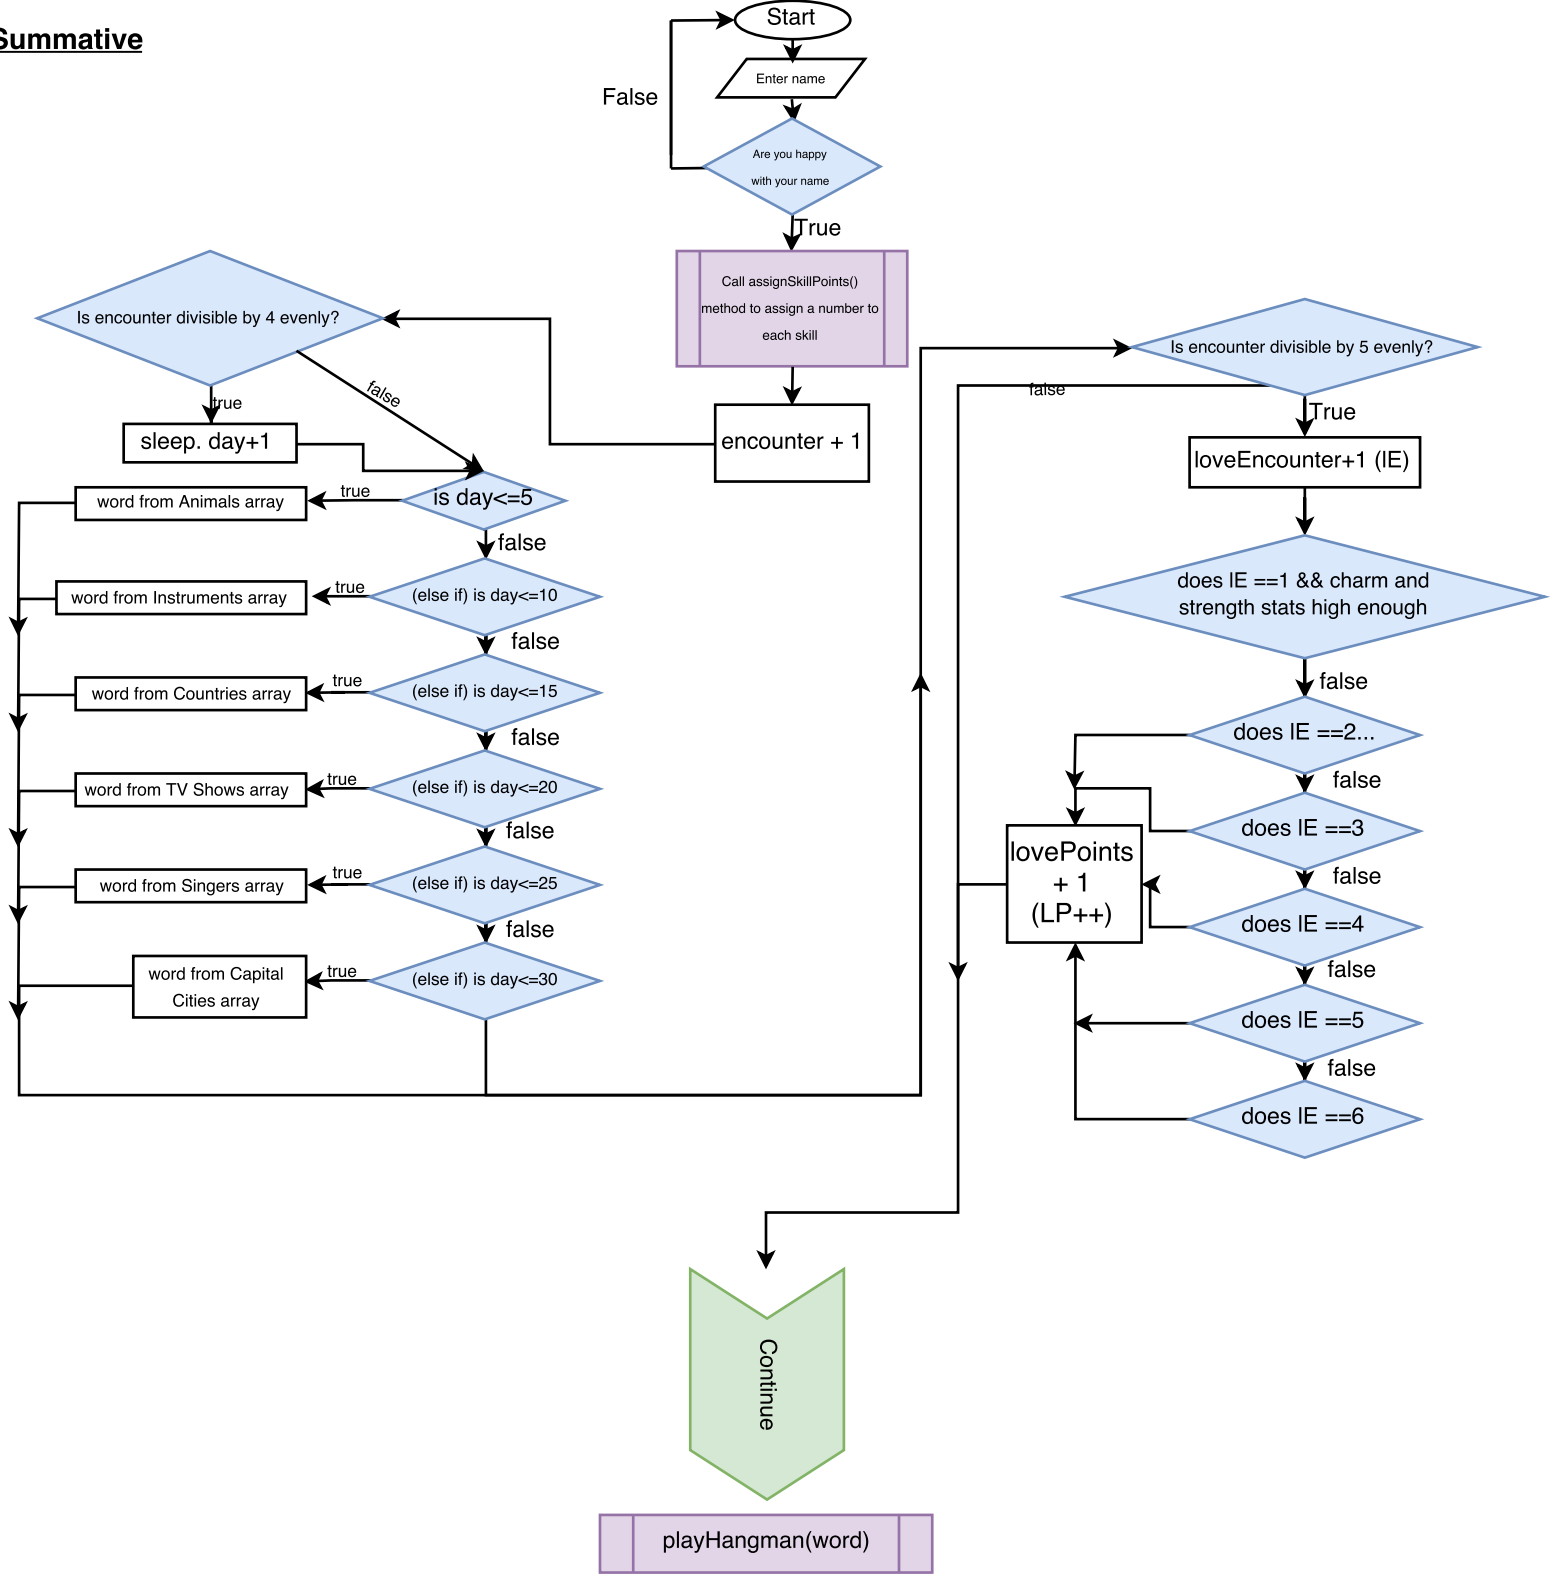 Summative
Start
Enter name
False
Are you happy
with your name
True
Call assignSkillPoints()
method to assign a number to
each skill
encounter + 1
Is encounter divisible by 4 evenly?
false
true
sleep. day+1
is day<=5
true
word from Animals array
false
(else if) is day<=10
true
word from Instruments array
false
(else if) is day<=15
true
word from Countries array
false
(else if) is day<=20
true
word from TV Shows array
false
(else if) is day<=25
true
word from Singers array
false
(else if) is day<=30
true
word from Capital
Cities array
Is encounter divisible by 5 evenly?
false
True
loveEncounter+1 (lE)
does lE ==1 && charm and
strength stats high enough
false
does lE ==2...
false
does lE ==3
false
does lE ==4
false
does lE ==5
false
does lE ==6
lovePoints
+ 1
(LP++)
Continue
playHangman(word)